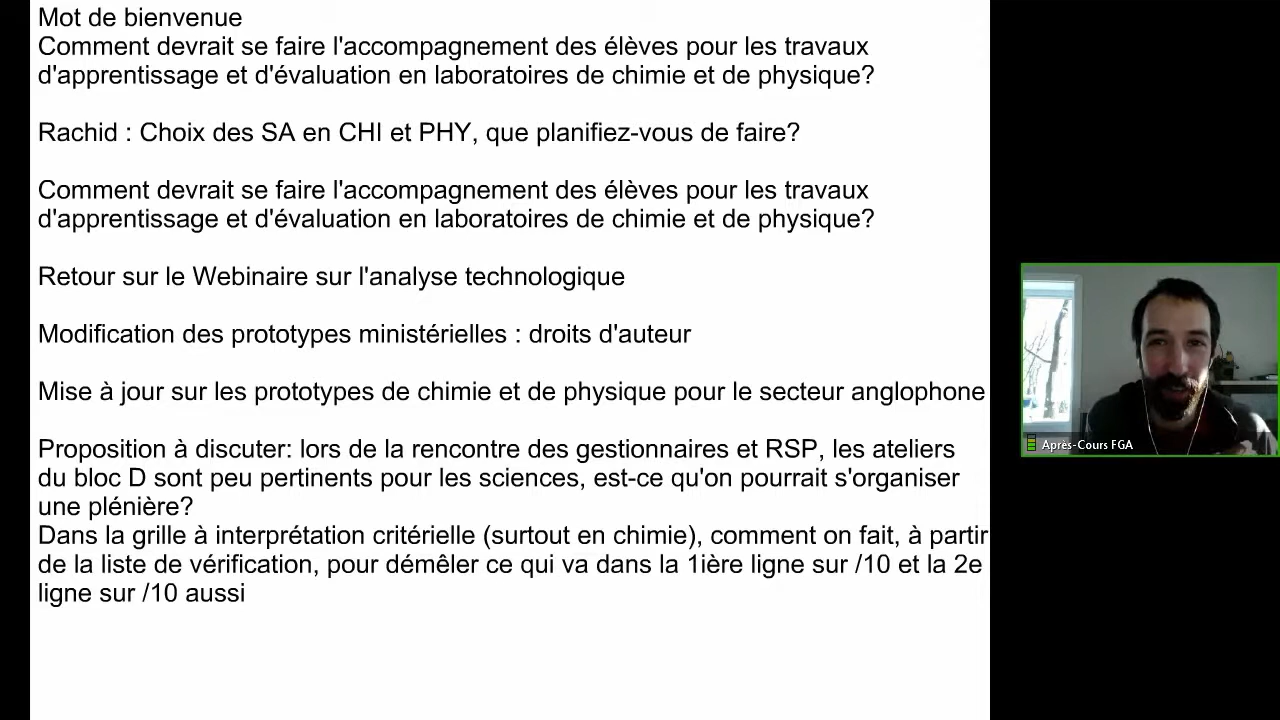 Mot de bienvenue
Comment devrait se faire l'accompagnement des élèves pour les travaux
d'apprentissage et d'évaluation en laboratoires de chimie et de physique?
Rachid : Choix des SA en CHI et PHY, que planifiez-vous de faire?
Comment devrait se faire l'accompagnement des élèves pour les travaux
d'apprentissage et d'évaluation en laboratoires de chimie et de physique?
Retour sur le Webinaire sur l'analyse technologique
Modification des prototypes ministérielles : droits d'auteur
Mise à jour sur les prototypes de chimie et de physique pour le secteur anglophone
Proposition à discuter: lors de la rencontre des gestionnaires et RSP, les ateliers
du bloc D sont peu pertinents pour les sciences, est-ce qu'on pourrait s'organiser
une plénière?
Dans la grille à interprétation critérielle (surtout en chimie), comment on fait, à partir
de la liste de vérification, pour démêler ce qui va dans la 1ière ligne sur /10 et la 2e
ligne sur /10 aussi
Après-Cours FGA